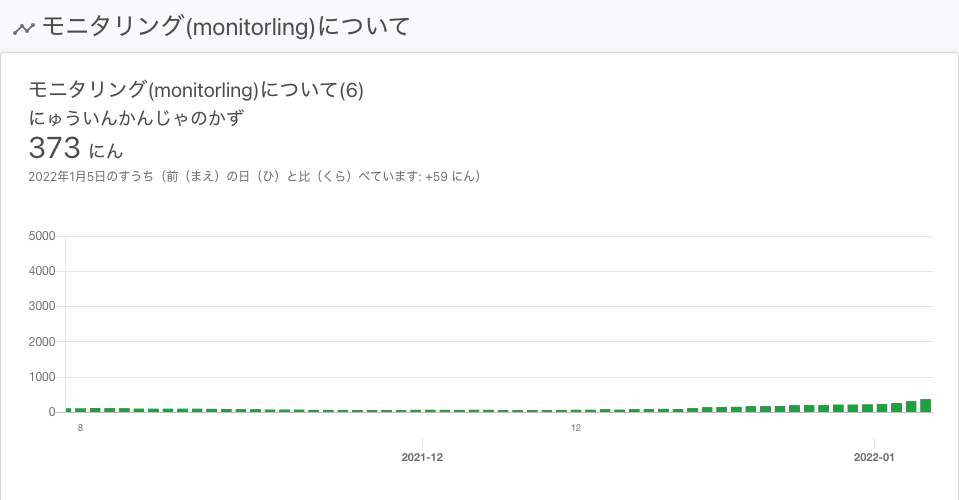 モニタリング(monitorling)について
モニタリング(monitorling)について(6)
にゅういんかんじゃのかず
373 にん
2022年1月5日のすうち（前（まえ）の日（ひ）と比（くら）べています: +59 にん）
5000
4000
3000
2000
1000
0
8 12
2021-12 2022-01